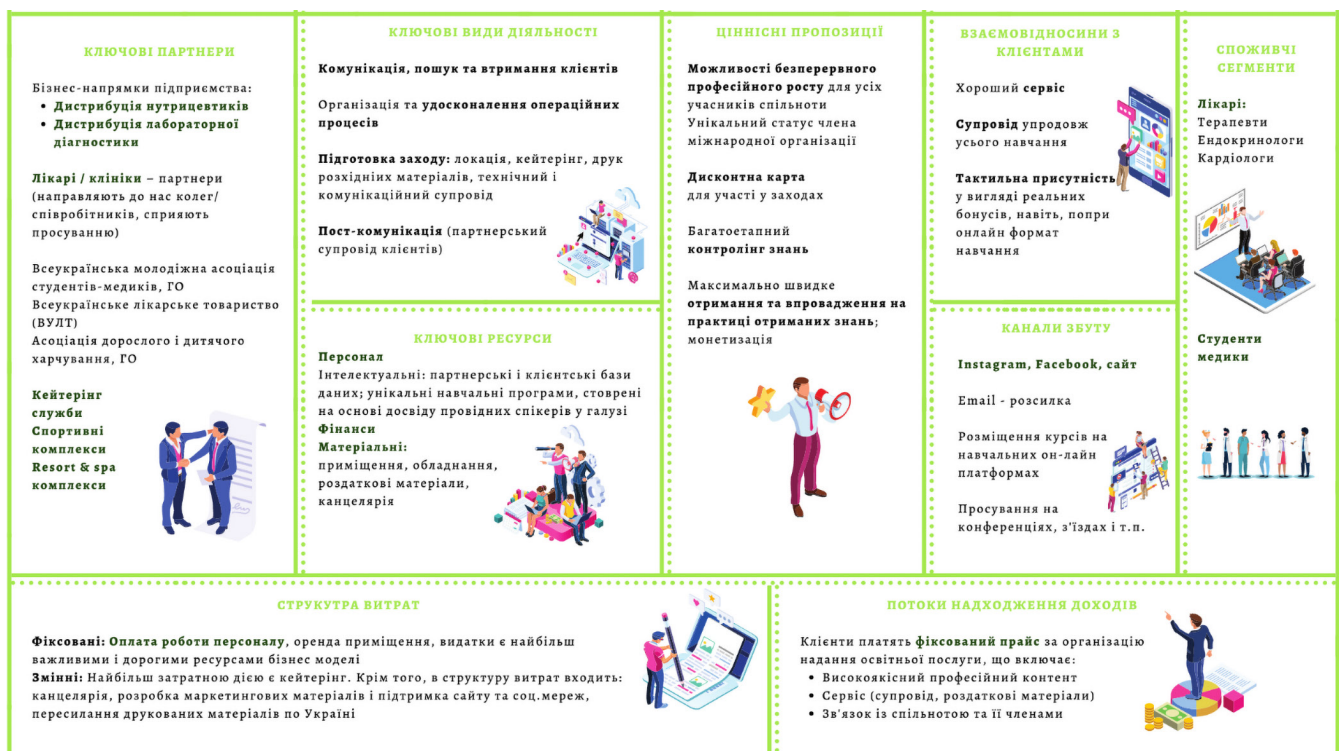 КЛЮЧОВІ ПАРТНЕРИ
Бізнес-напрямки підприємства:
• Дистрибуція нутрицевтиків
• Дистрибуція лабораторної
діагностики
Лікарі / клініки – партнери
(направляють до нас колег/
співробітників, сприяють
просуванню)
Всеукраїнська молодіжна асоціація
студентів-медиків, ГО
Всеукраїнське лікарське товариство
(ВУЛТ)
Асоціація дорослого і дитячого
харчування, ГО
Кейтерінг
служби
Спортивні
комплекси
Resort & spa
комплекси
КЛЮЧОВІ ВИДИ ДІЯЛЬНОСТІ
Комунікація, пошук та втримання клієнтів
Організація та удосконалення операційних
процесів
Підготовка заходу: локація, кейтерінг, друк
розхідних матеріалів, технічний і
комунікаційний супровід
Пост-комунікація (партнерський
супровід клієнтів)
КЛЮЧОВІ РЕСУРСИ
Персонал
Інтелектуальні: партнерські і клієнтські бази
даних; унікальні навчальні програми, стоврені
на основі досвіду провідних спікерів у галузі
Фінанси
Матеріальні:
приміщення, обладнання,
роздаткові матеріали,
канцелярія
ЦІННІСНІ ПРОПОЗИЦІЇ
Можливості безперервного
професійного росту для усіх
учасників спільноти
Унікальний статус члена
міжнародної організації
Дисконтна карта
для участі у заходах
Багатоетапний
контролінг знань
Максимально швидке
отримання та впровадження на
практиці отриманих знань;
монетизація
ВЗАЄМОВІДНОСИНИ З
КЛІЄНТАМИ
Хороший сервіс
Супровід упродовж
усього навчання
Тактильна присутність
у вигляді реальних
бонусів, навіть, попри
онлайн формат
навчання
КАНАЛИ ЗБУТУ
Instagram, Facebook, сайт
Email - розсилка
Розміщення курсів на
навчальних он-лайн
платформах
Просування на
конференціях, з'їздах і т.п.
СПОЖИВЧІ
СЕГМЕНТИ
Лікарі:
Терапевти
Ендокринологи
Кардіологи
Студенти
медики
СТРУКУТРА ВИТРАТ
Фіксовані: Оплата роботи персоналу, оренда приміщення, видатки є найбільш
важливими і дорогими ресурсами бізнес моделі
Змінні: Найбільш затратною дією є кейтерінг. Крім того, в структуру витрат входить:
канцелярія, розробка маркетингових матеріалів і підтримка сайту та соц.мереж,
пересилання друкованих матеріалів по Україні
ПОТОКИ НАДХОДЖЕННЯ ДОХОДІВ
Клієнти платять фіксований прайс за організацію
надання освітньої послуги, що включає:
• Високоякісний професійний контент
• Сервіс (супровід, роздаткові матеріали)
• Зв'язок із спільнотою та її членами